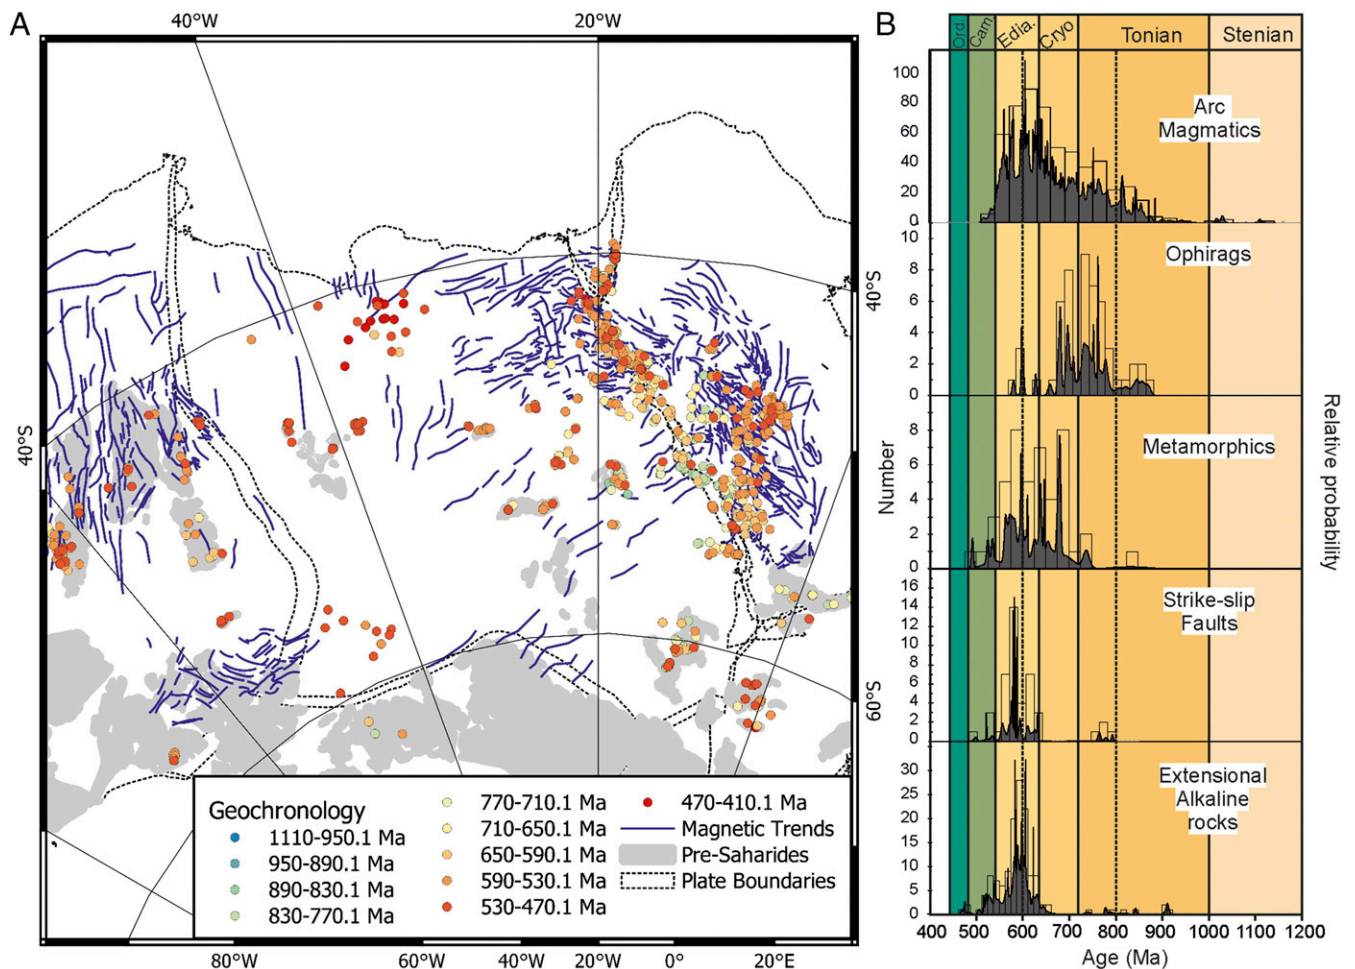 A
40°W
20°W
40°S
40°S
60°S
80°W
60°W
40°W
20°W
0°
20°E
Geochronology
1110-950.1 Ma
950-890.1 Ma
890-830.1 Ma
830-770.1 Ma
770-710.1 Ma
710-650.1 Ma
650-590.1 Ma
590-530.1 Ma
530-470.1 Ma
470-410.1 Ma
Magnetic Trends
Pre-Saharides
Plate Boundaries
B
Ord.
Cam.
Edia.
Cryo
Tonian
Stenian
Arc
Magmatics
100
80
60
40
20
0
Ophirags
10
8
6
4
2
0
Metamorphics
8
6
4
2
0
Strike-slip
Faults
16
14
12
10
8
6
4
2
0
Extensional
Alkaline
rocks
30
25
20
15
10
5
0
Number
Relative probability
400 500 600 700 800 900 1000 1100 1200
Age (Ma)